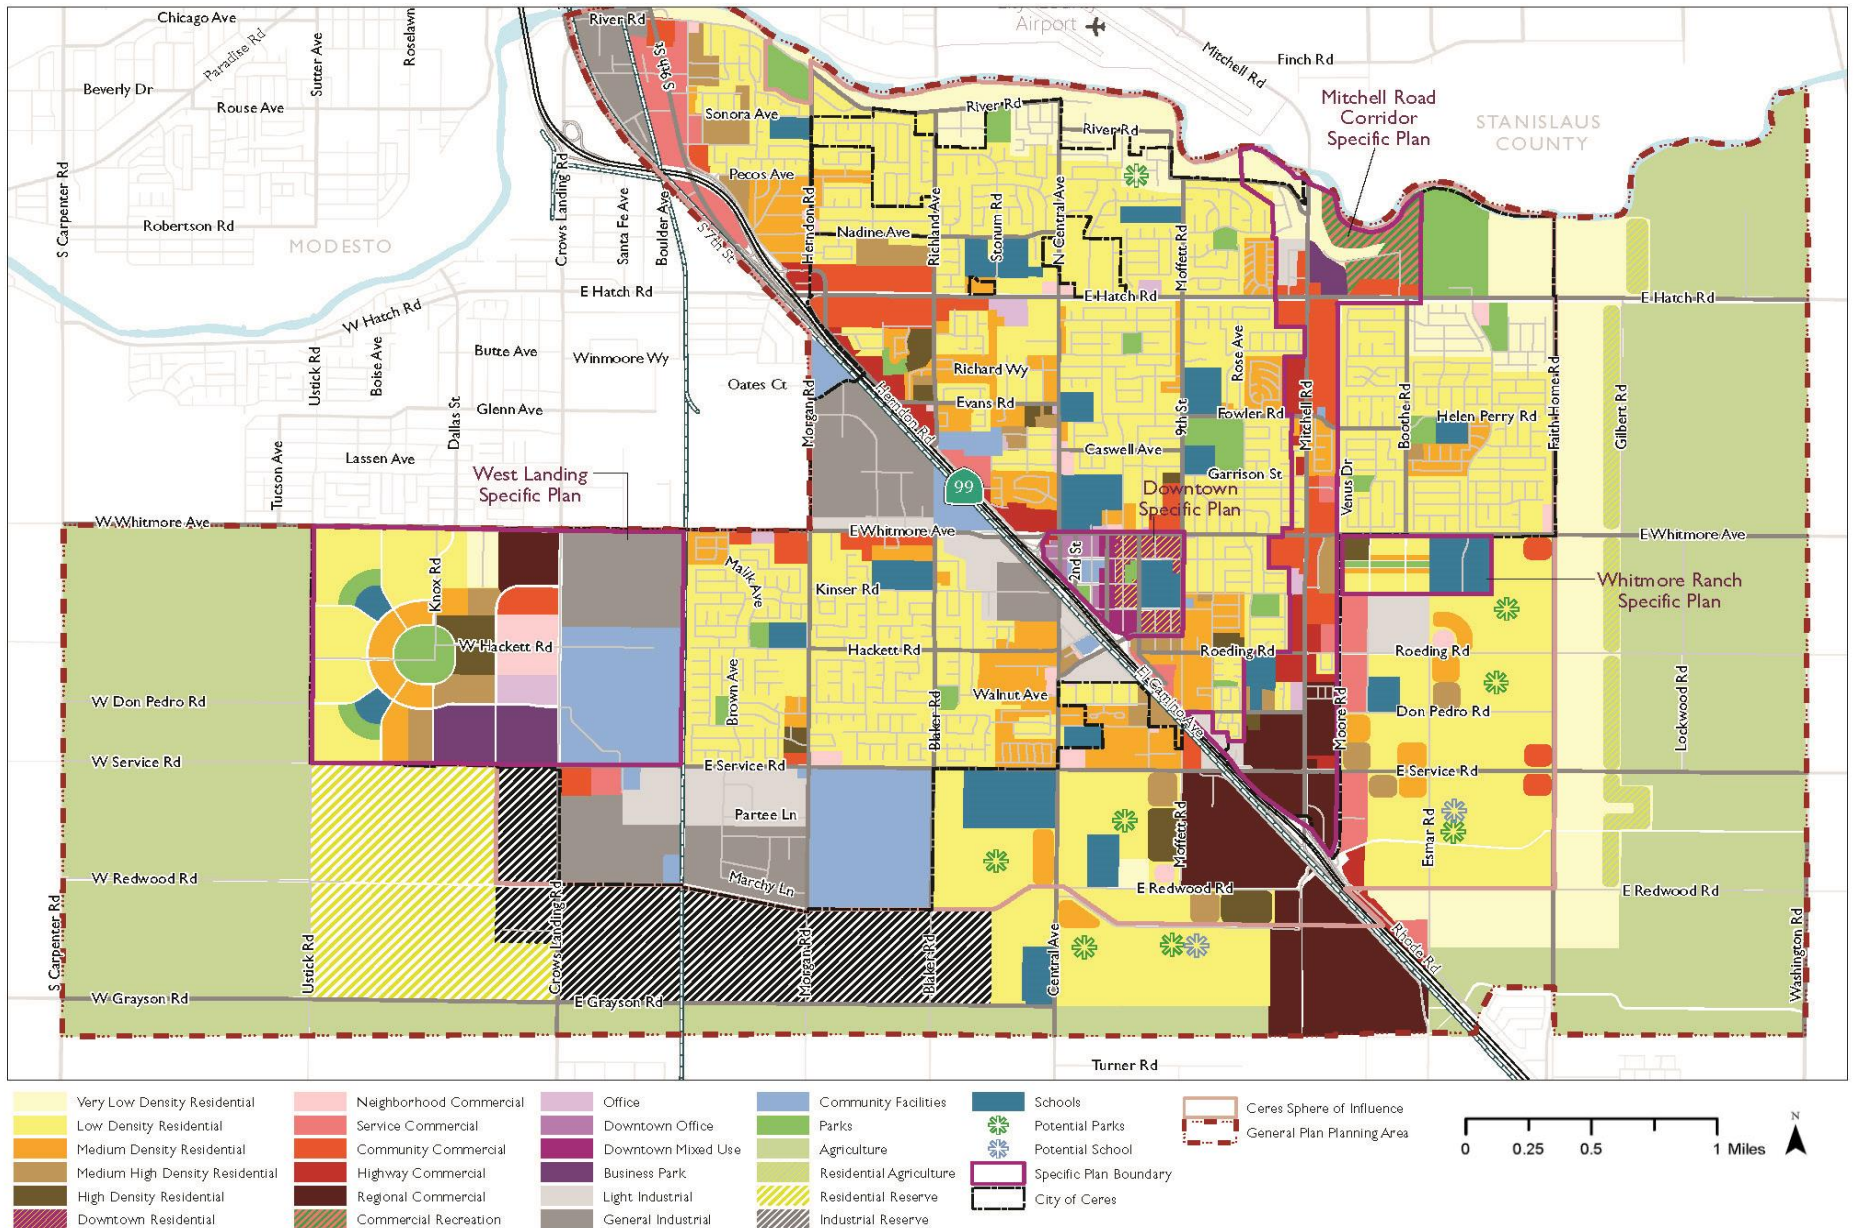 Chicago Ave
Paradise Rd
Sutter Ave
Roselawn
River Rd
S 9th St
Airport
Mitchell Rd
Finch Rd
Beverly Dr
Rouse Ave
Sonora Ave
River Rd
River Rd
Mitchell Road
Corridor
Specific Plan
STANISLAUS
COUNTY
S Carpenter Rd
Robertson Rd
MODESTO
Crows Landing Rd
Santa Fe Ave
Boulder Ave
S 7th St
Pecos Ave
Herndon Rd
Nadine Ave
Richland Ave
Stonum Rd
N Central Ave
Moffett Rd
E Hatch Rd
E Hatch Rd
E Hatch Rd
W Hatch Rd
Ustick Rd
Boise Ave
Butte Ave
Winmoore Wy
Oates Ct
Dallas St
Glenn Ave
Morgan Rd
Herndon Rd
Richard Wy
Evans Rd
Rose Ave
9th St
Fowler Rd
Mitchell Rd
Boothe Rd
Helen Perry Rd
Faith Home Rd
Gilbert Rd
Tucson Ave
Lassen Ave
West Landing
Specific Plan
99
Caswell Ave
Garrison St
Venus Dr
Downtown
Specific Plan
W Whitmore Ave
E Whitmore Ave
E Whitmore Ave
Knox Rd
Malik Ave
Kinser Rd
2nd St
Whitmore Ranch
Specific Plan
W Hackett Rd
Hackett Rd
Roeding Rd
Roeding Rd
Brown Ave
Blaker Rd
Walnut Ave
El Camino Ave
Moore Rd
Lockwood Rd
W Don Pedro Rd
Don Pedro Rd
W Service Rd
E Service Rd
E Service Rd
Partee Ln
Moffett Rd
Esmar Rd
W Redwood Rd
Marchy Ln
E Redwood Rd
E Redwood Rd
S Carpenter Rd
Ustick Rd
Crows Landing Rd
Morgan Rd
Blaker Rd
Central Ave
Rhode Rd
Washington Rd
W Grayson Rd
E Grayson Rd
Turner Rd
Very Low Density Residential
Low Density Residential
Medium Density Residential
Medium High Density Residential
High Density Residential
Downtown Residential
Neighborhood Commercial
Service Commercial
Community Commercial
Highway Commercial
Regional Commercial
Commercial Recreation
Office
Downtown Office
Downtown Mixed Use
Business Park
Light Industrial
General Industrial
Community Facilities
Parks
Agriculture
Residential Agriculture
Residential Reserve
Industrial Reserve
Schools
Potential Parks
Potential School
Specific Plan Boundary
City of Ceres
Ceres Sphere of Influence
General Plan Planning Area
0 0.25 0.5 1 Miles
N